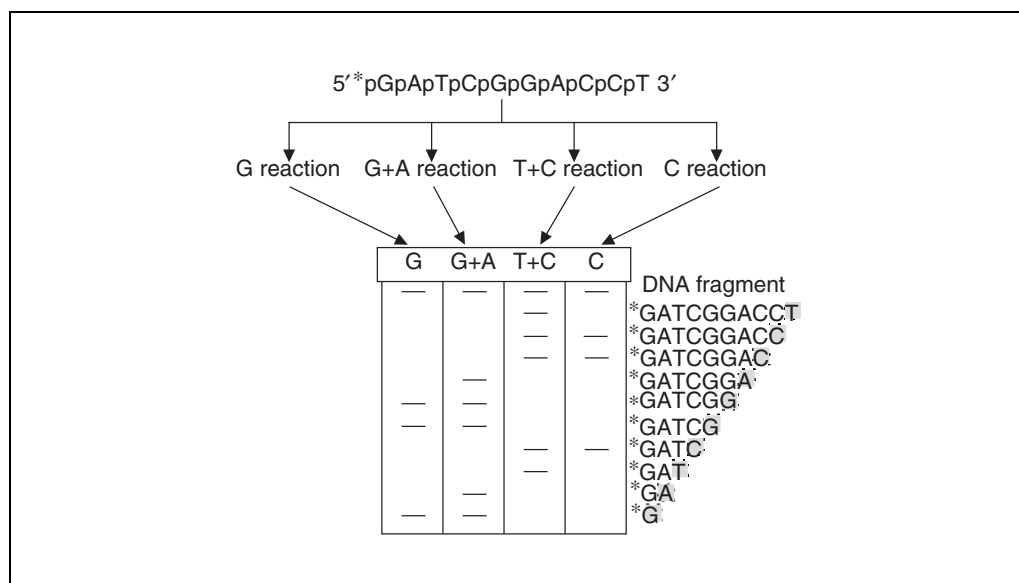 5′*pGpApTpCpGpGpApCpCpT 3′
G reaction G+A reaction T+C reaction C reaction
G G+A T+C C
DNA fragment
*GATCGGACCT
*GATCGGACC
*GATCGGAC
*GATCGGA
*GATCGG
*GATCG
*GATC
*GAT
*GA
*G